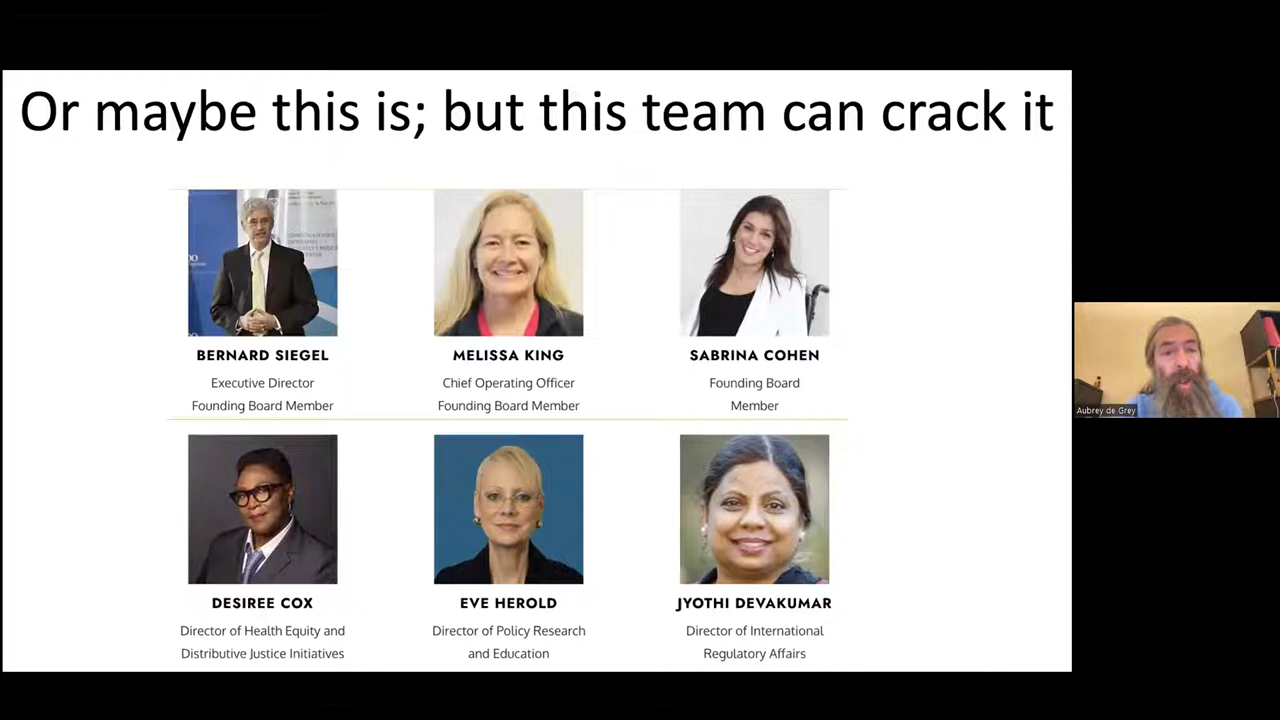 Or maybe this is; but this team can crack it
BERNARD SIEGEL
Executive Director
Founding Board Member
MELISSA KING
Chief Operating Officer
Founding Board Member
SABRINA COHEN
Founding Board
Member
DESIREE COX
Director of Health Equity and
Distributive Justice Initiatives
EVE HEROLD
Director of Policy Research
and Education
JYOTHI DEVAKUMAR
Director of International
Regulatory Affairs
Aubrey de Grey